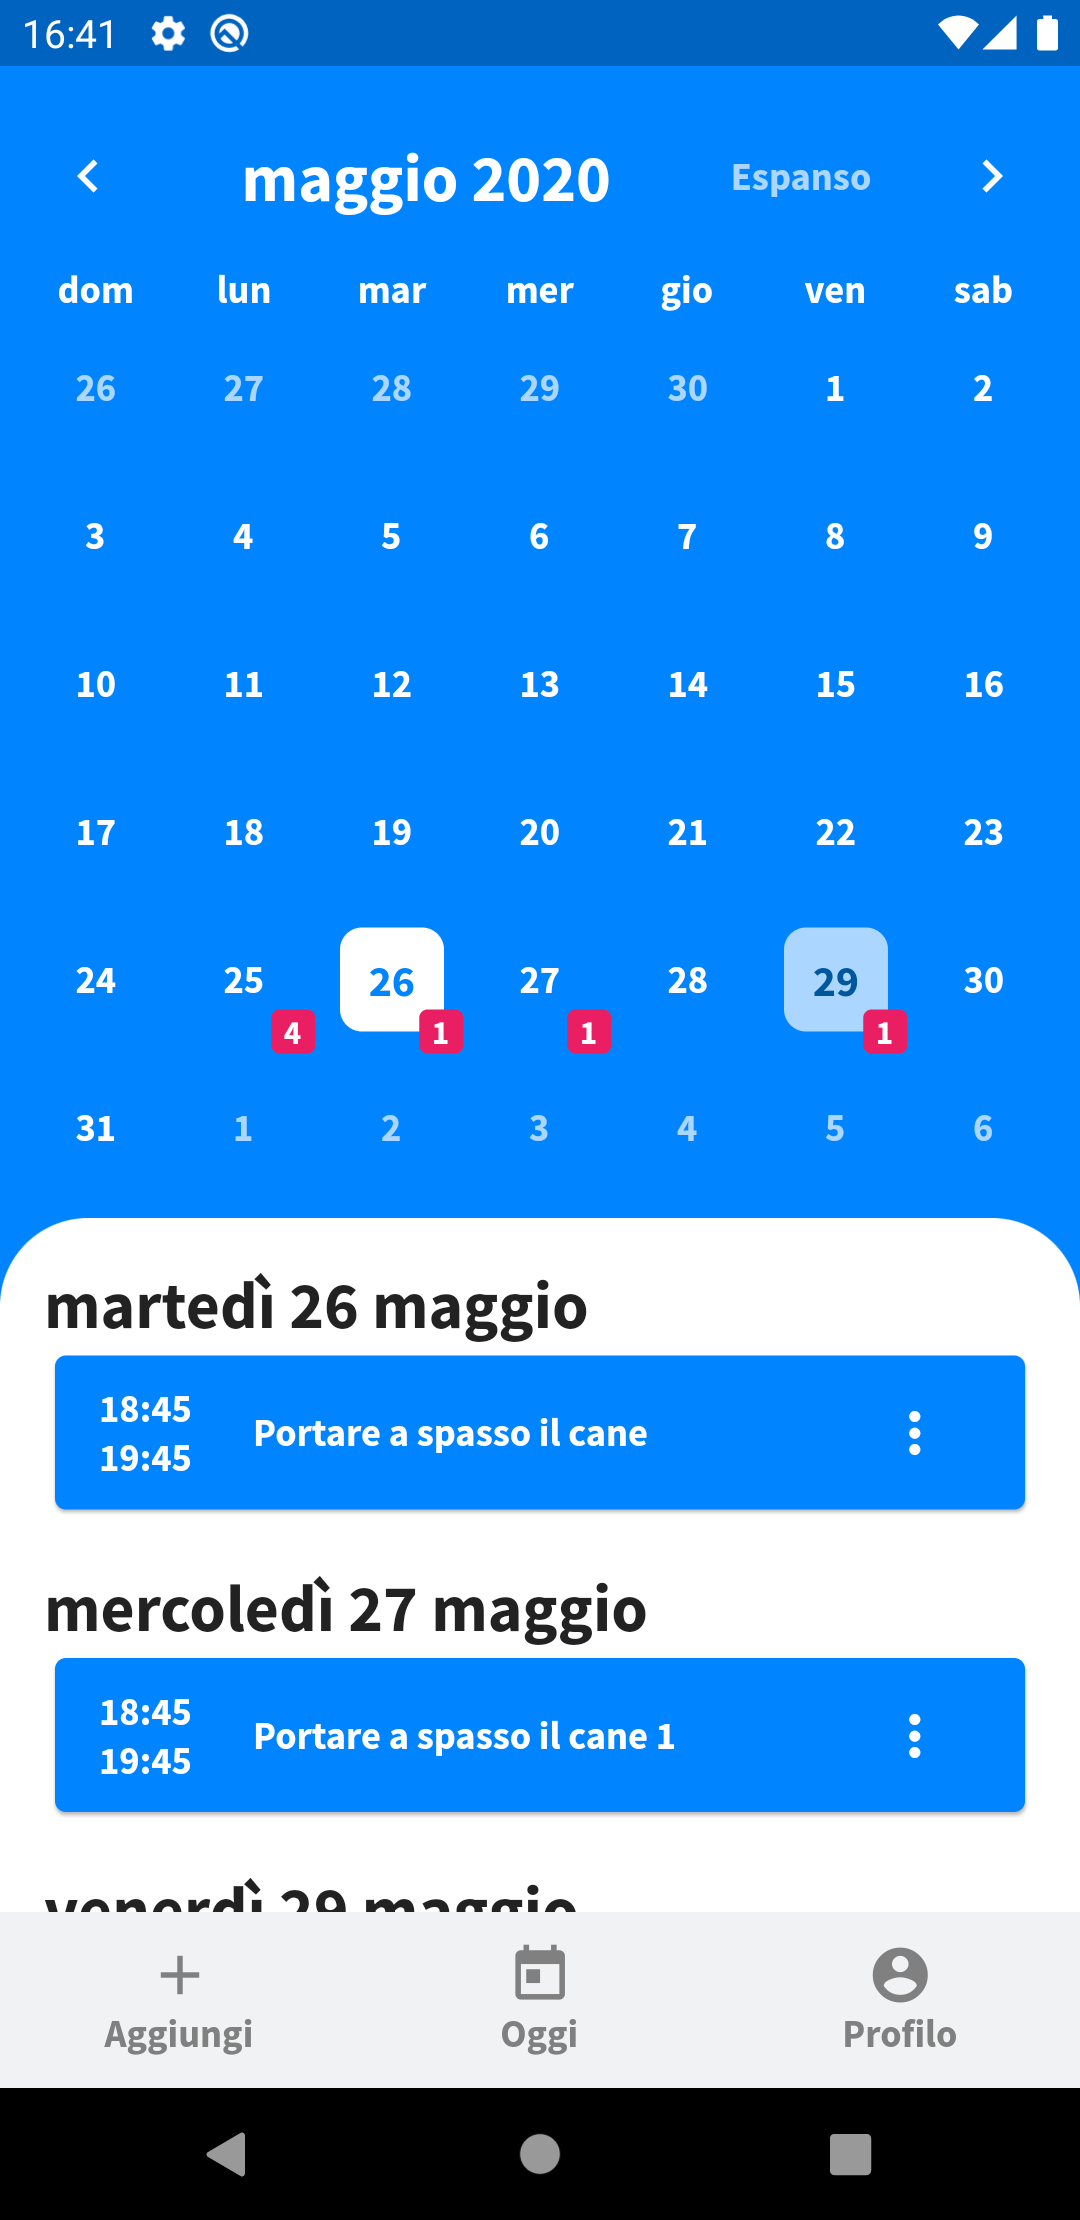 16:41
maggio 2020 Espanso
dom lun mar mer gio ven sab
26 27 28 29 30 1 2
3 4 5 6 7 8 9
10 11 12 13 14 15 16
17 18 19 20 21 22 23
24 25 26 27 28 29 30
4 1 1 1
31 1 2 3 4 5 6
martedì 26 maggio
18:45
Portare a spasso il cane
19:45
mercoledì 27 maggio
18:45
Portare a spasso il cane 1
19:45
venerdì 29 maggio
Aggiungi Oggi Profilo